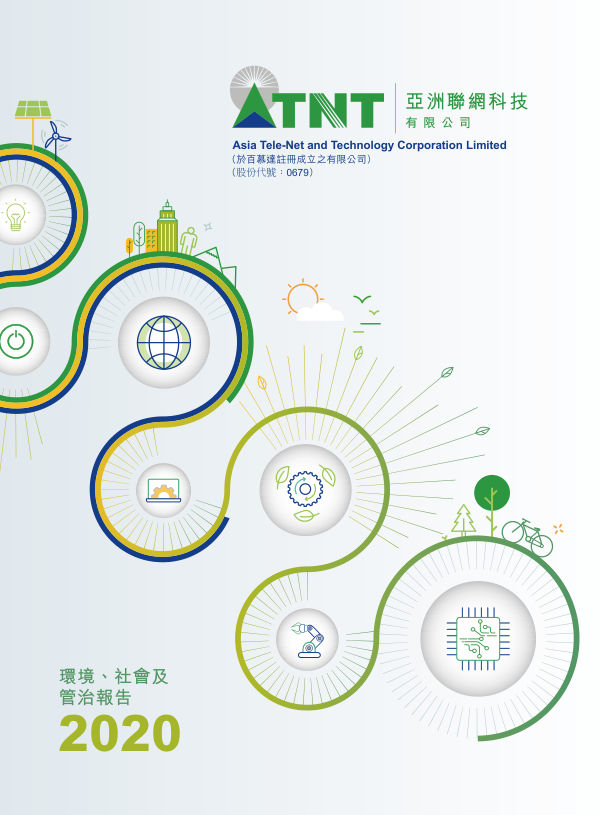 ATNT
亞洲聯網科技
有限公司
Asia Tele-Net and Technology Corporation Limited
（於百慕達註冊成立之有限公司）
（股份代號：0679）
環境、社會及
管治報告
2020